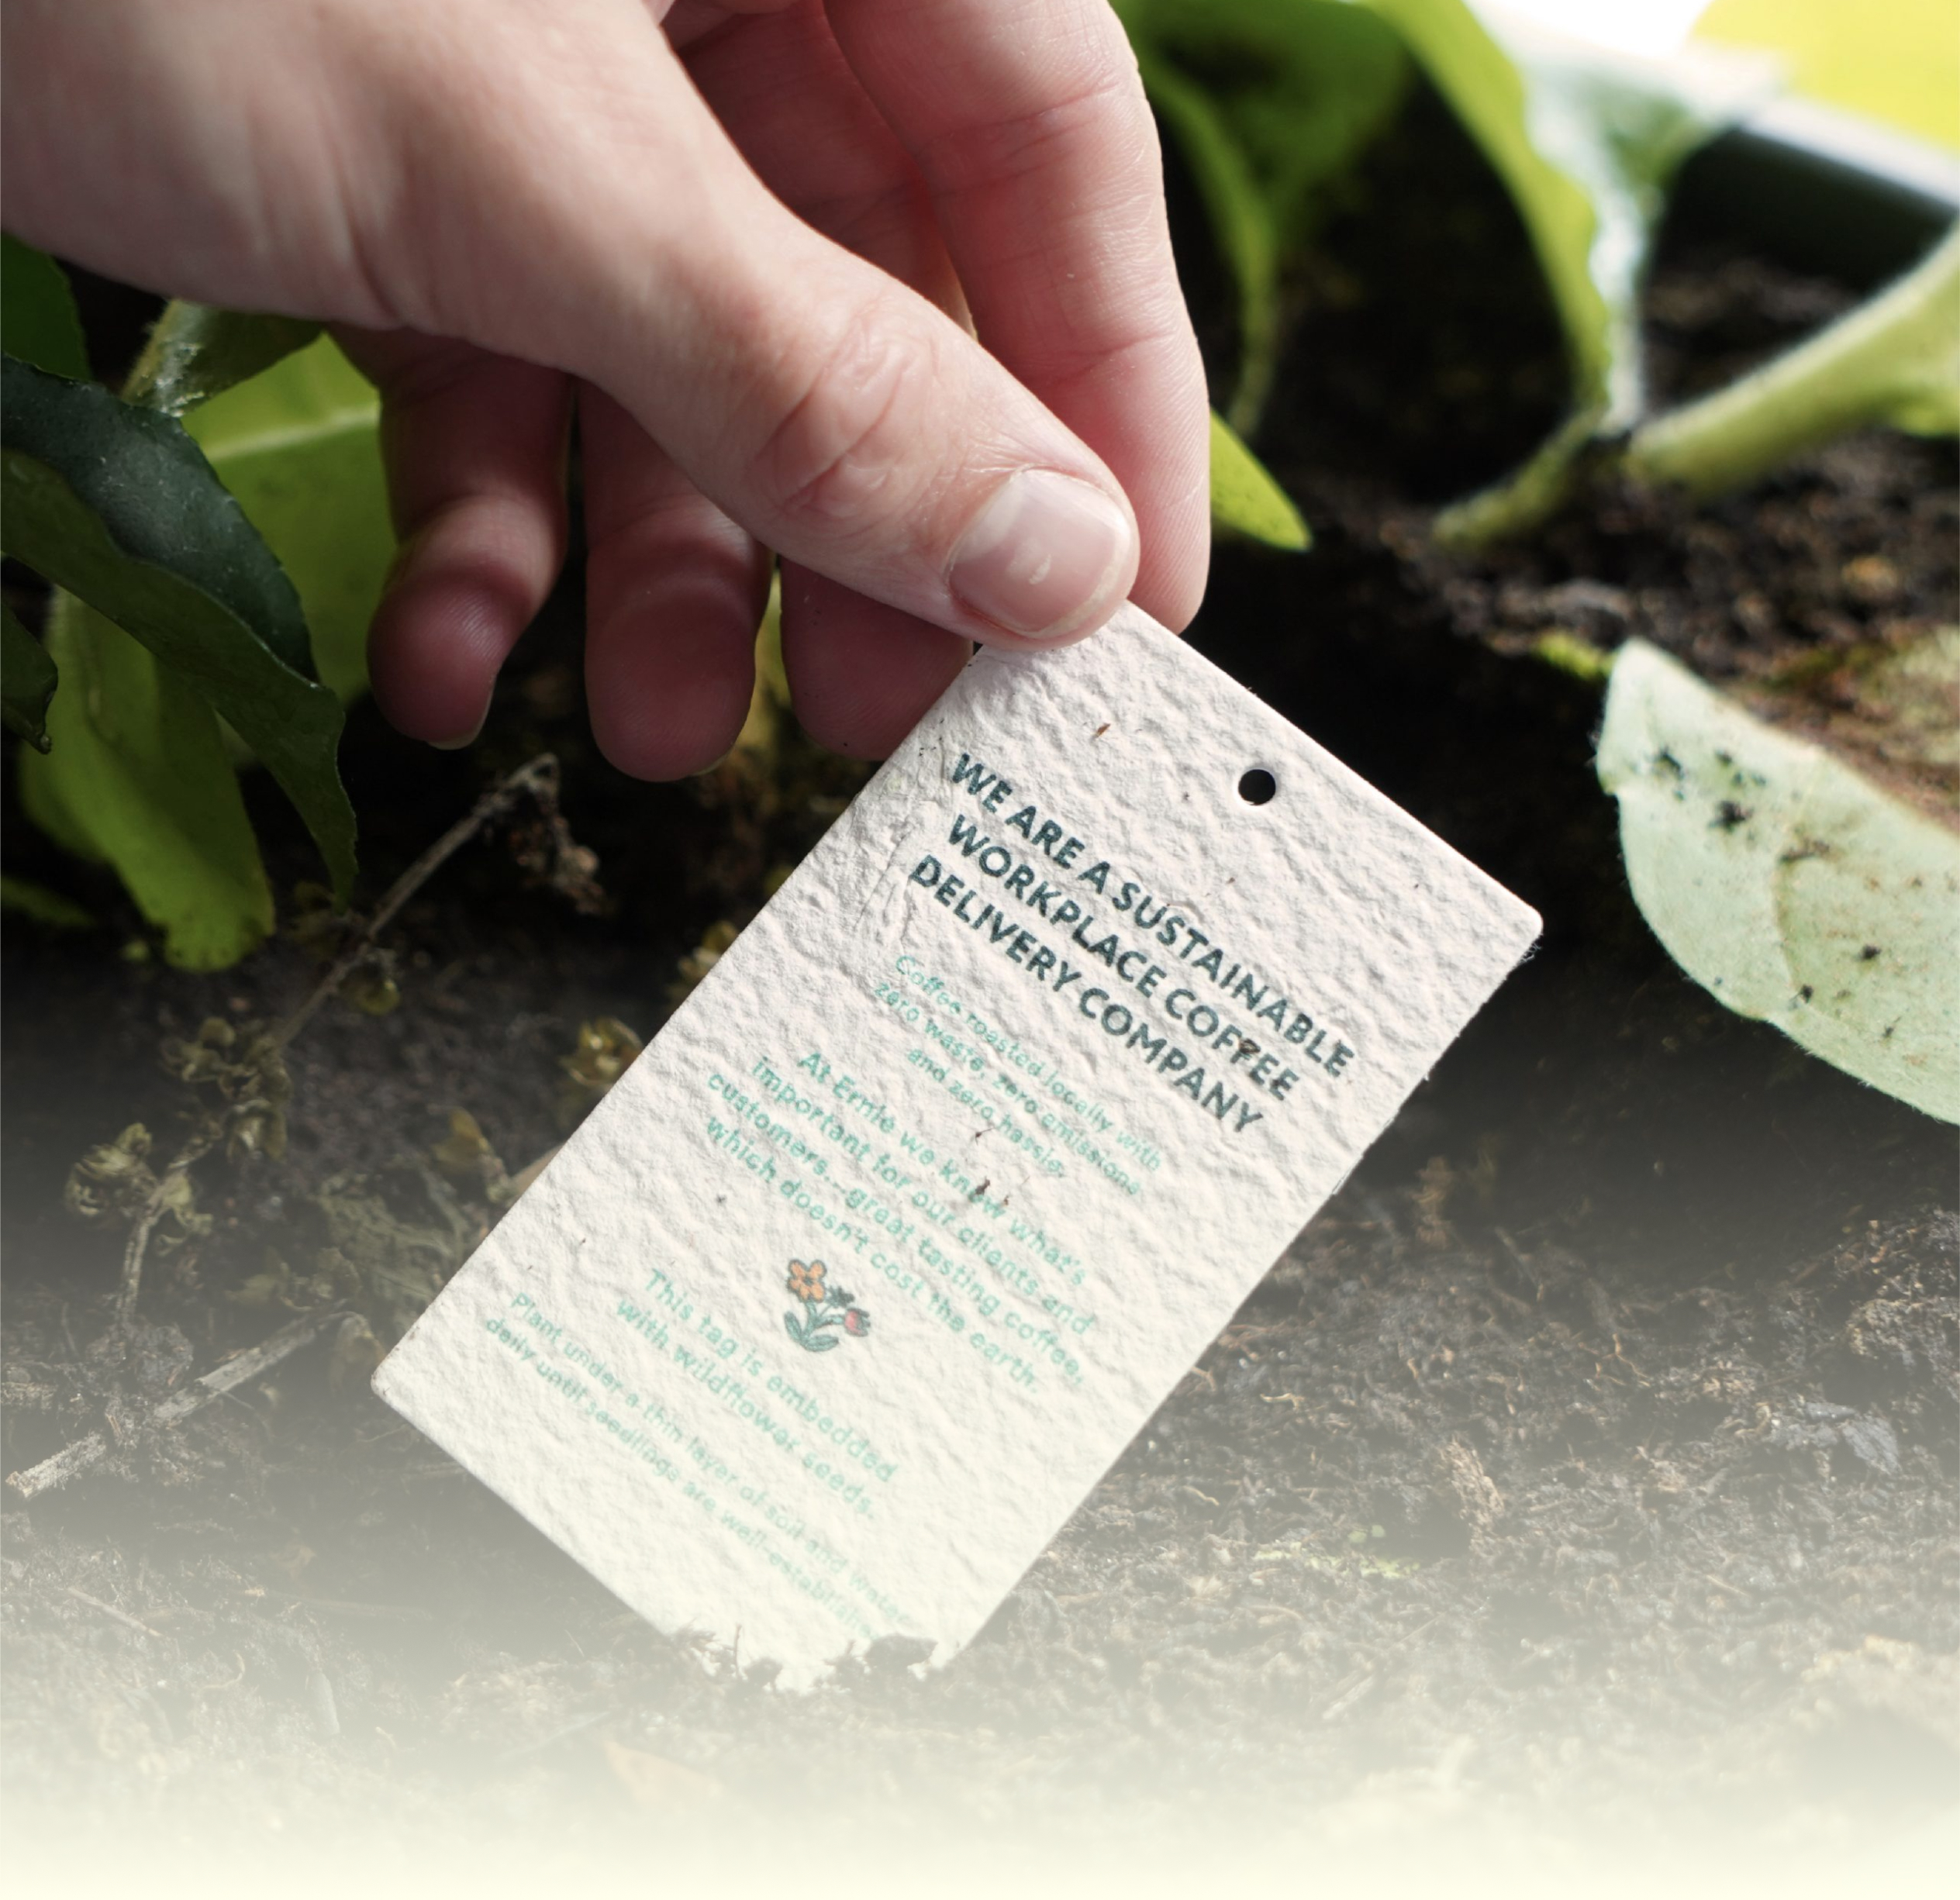 WE ARE A SUSTAINABLE
WORKPLACE COFFEE
DELIVERY COMPANY
Coffee roasted locally with
zero waste, zero emissions
and zero hassle.
At Ernie we know what's
important for our clients and
customers... great tasting coffee,
which doesn't cost the earth.
This tag is embedded
with wildflower seeds.
Plant under a thin layer of soil and water
daily until seedlings are well-established